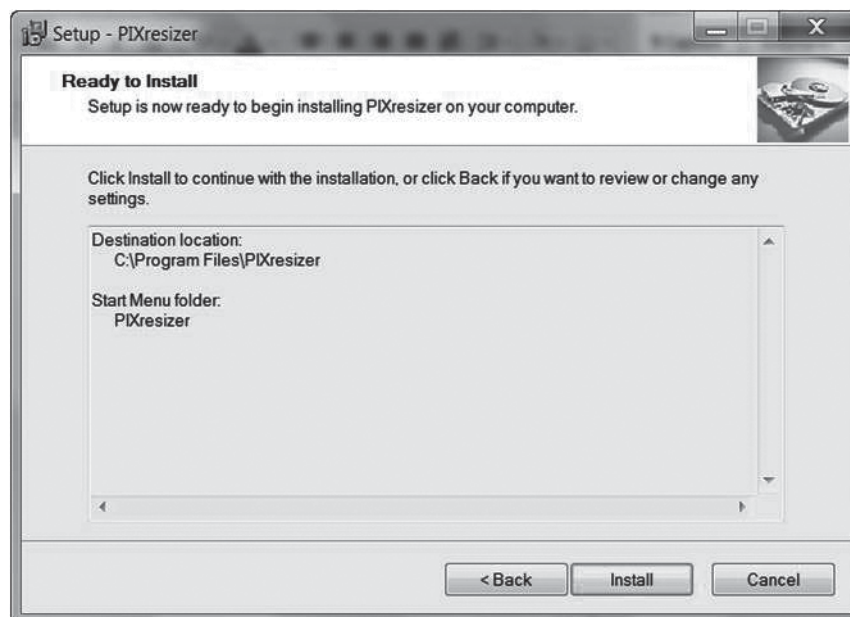 Setup - PIXresizer
Ready to Install
Setup is now ready to begin installing PIXresizer on your computer.
Click Install to continue with the installation, or click Back if you want to review or change any
settings.
Destination location:
C:\Program Files\PIXresizer
Start Menu folder:
PIXresizer
< Back
Install
Cancel